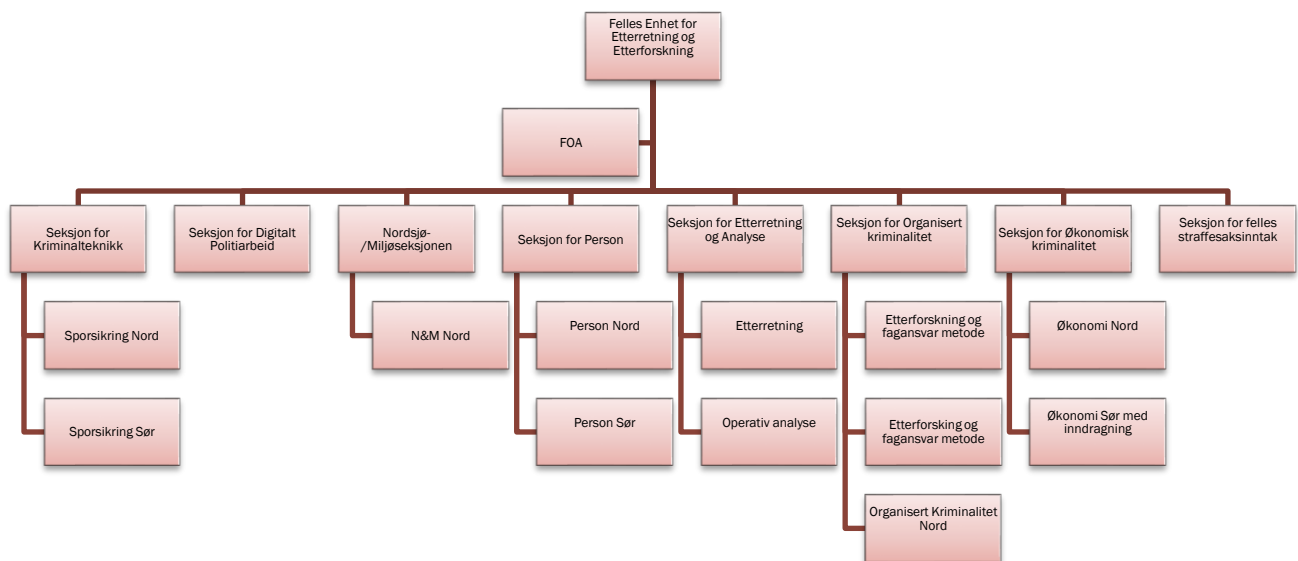 Felles Enhet for
Etterretning og
Etterforskning
FOA
Seksjon for
Kriminalteknikk
Seksjon for Digitalt
Politiarbeid
Nordsjø-
/Miljøseksjonen
Seksjon for Person
Seksjon for Etterretning
og Analyse
Seksjon for Organisert
kriminalitet
Seksjon for Økonomisk
kriminalitet
Seksjon for felles
straffesaksinntak
Sporsikring Nord
N&M Nord
Person Nord
Etterretning
Etterforskning og
fagansvar metode
Økonomi Nord
Sporsikring Sør
Person Sør
Operativ analyse
Etterforsking og
fagansvar metode
Økonomi Sør med
inndragning
Organisert Kriminalitet
Nord